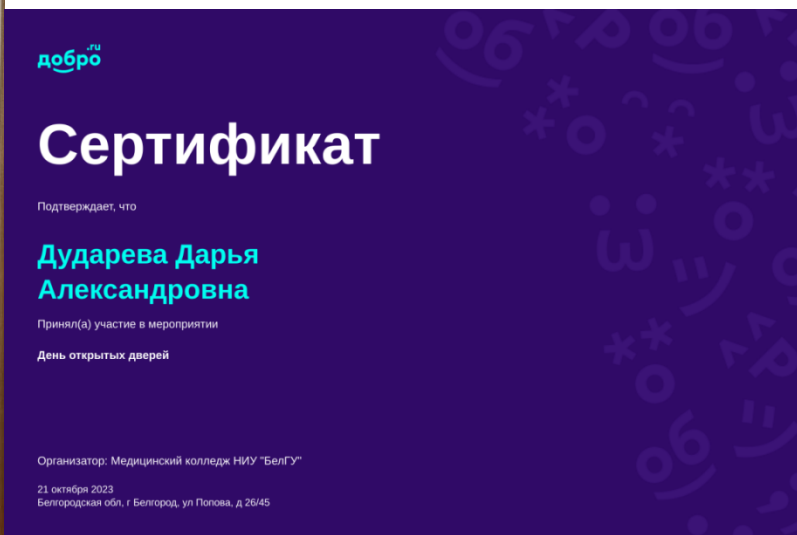 добро.ru
Сертификат
Подтверждает, что
Дударева Дарья
Александровна
Принял(а) участие в мероприятии
День открытых дверей
Организатор: Медицинский колледж НИУ "БелГУ"
21 октября 2023
Белгородская обл, г Белгород, ул Попова, д 26/45